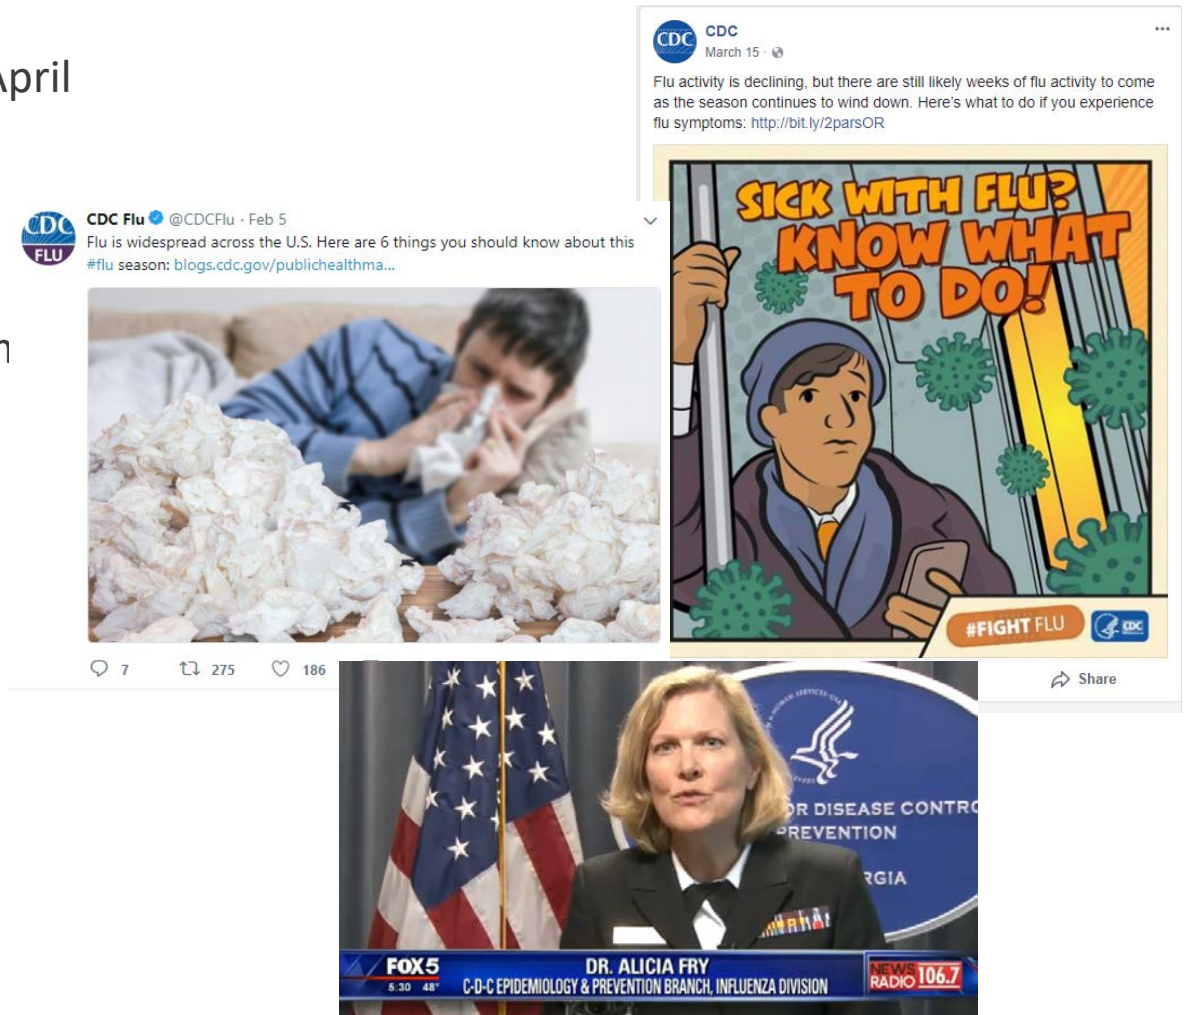 April
CDC
CDC
March 15
Flu activity is declining, but there are still likely weeks of flu activity to come
as the season continues to wind down. Here's what to do if you experience
flu symptoms: http://bit.ly/2parsOR
SICK WITH FLU?
KNOW WHAT
TO DO!
#FIGHT FLU
CDC
Share
CDC
FLU
CDC Flu @CDCFlu · Feb 5
Flu is widespread across the U.S. Here are 6 things you should know about this
#flu season: blogs.cdc.gov/publichealthma...
7 275 186
OR DISEASE CONTRO
PREVENTION
RGIA
FOX5
5:30 48°
DR. ALICIA FRY
C-D-C EPIDEMIOLOGY & PREVENTION BRANCH, INFLUENZA DIVISION
NEWS
RADIO 106.7